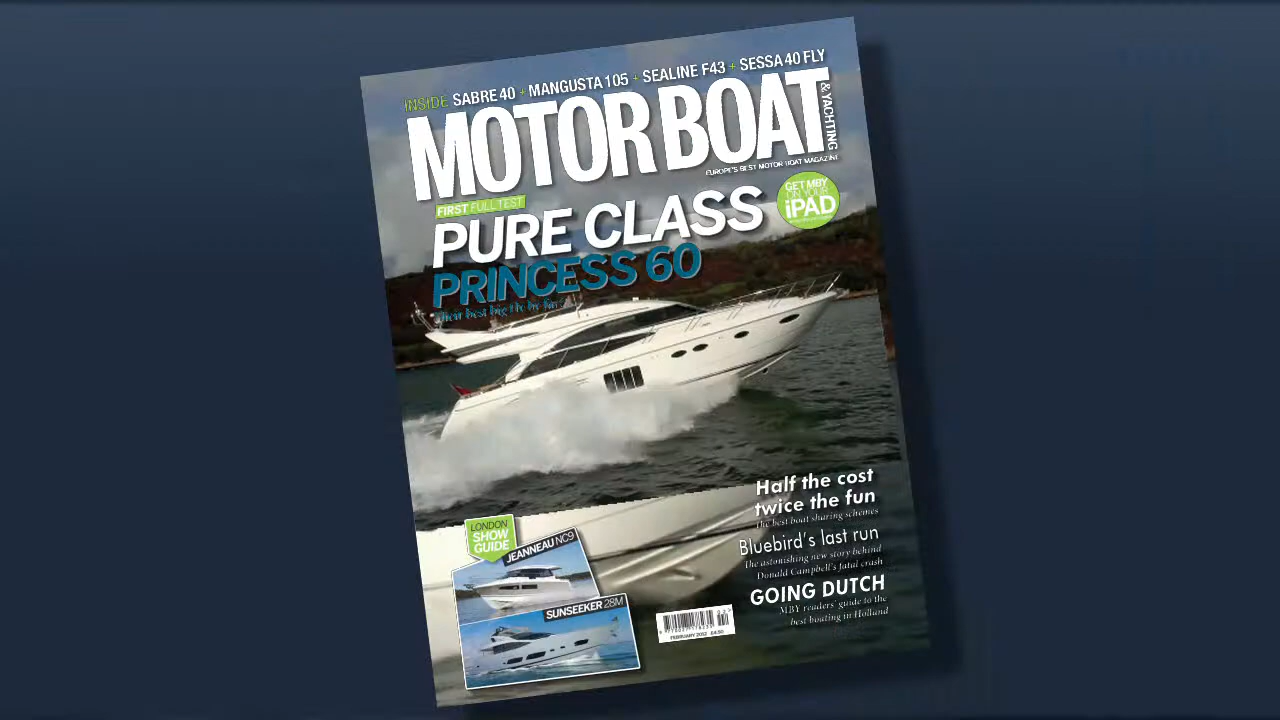 INSIDE SABRE 40 + MANGUSTA 105 + SEALINE F43 + SESSA 40 FLY
MOTOR BOAT
& YACHTING
EUROPE'S BEST MOTOR BOAT MAGAZINE
FIRST FULL TEST
PURE CLASS
PRINCESS 60
GET MBY
ON YOUR
iPAD
Half the cost
twice the fun
The best boat sharing schemes
Bluebird's last run
The astonishing new story behind
Donald Campbell's fatal crash
GOING DUTCH
MBY readers' guide to the
best boating in Holland
LONDON
SHOW
GUIDE
JEANNEAU NC9
SUNSEEKER 28M